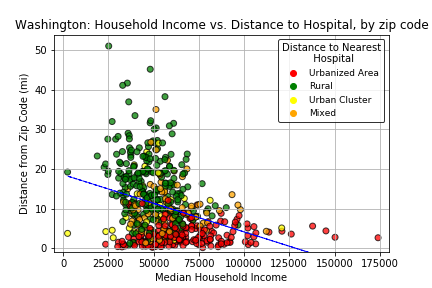 Washington: Household Income vs. Distance to Hospital, by zip code
Distance from Zip Code (mi)
50
40
30
20
10
0
Distance to Nearest
Hospital
Urbanized Area
Rural
Urban Cluster
Mixed
0 25000 50000 75000 100000 125000 150000 175000
Median Household Income